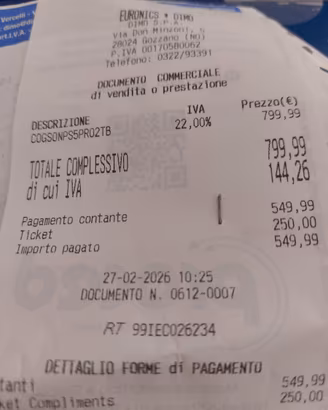 EURONICS * DIMO
DIMO S.P.A.
Via Don Minzoni, 5
28024 Gozzano (NO)
P.IVA 00170580062
Telefono: 0322/93391
DOCUMENTO COMMERCIALE
di vendita o prestazione
DESCRIZIONE IVA Prezzo(€)
COGSONPS5PRO2TB 22,00% 799,99
TOTALE COMPLESSIVO 799,99
di cui IVA 144,26
Pagamento contante 549,99
Ticket 250,00
Importo pagato 549,99
27-02-2026 10:25
DOCUMENTO N. 0612-0007
RT 99IEC026234
DETTAGLIO FORME di PAGAMENTO
tanti 549,99
ket Compliments 250,00